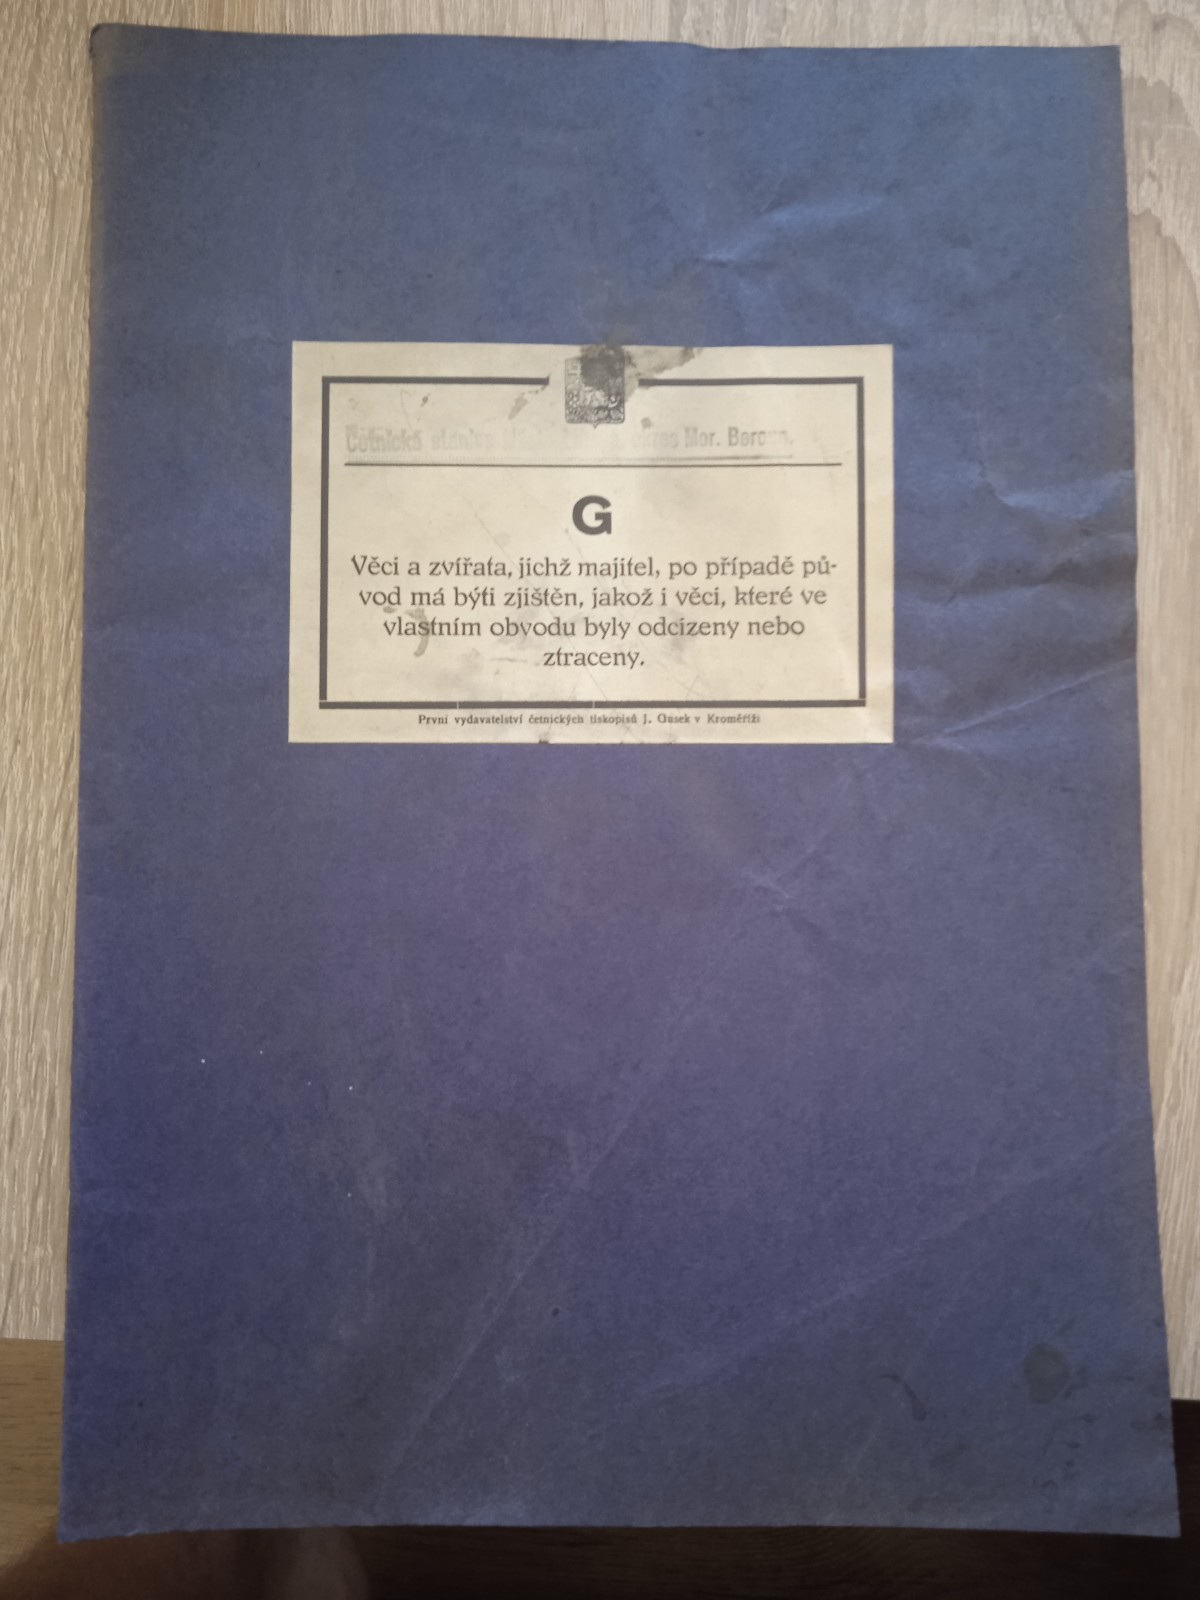 Četnická stanice okres Mor. Beroun.
G
Věci a zvířata, jichž majitel, po případě pů-
vod má býti zjištěn, jakož i věci, které ve
vlastním obvodu byly odcizeny nebo
ztraceny.
První vydavatelství četnických tiskopisů J. Gusek v Kroměříži